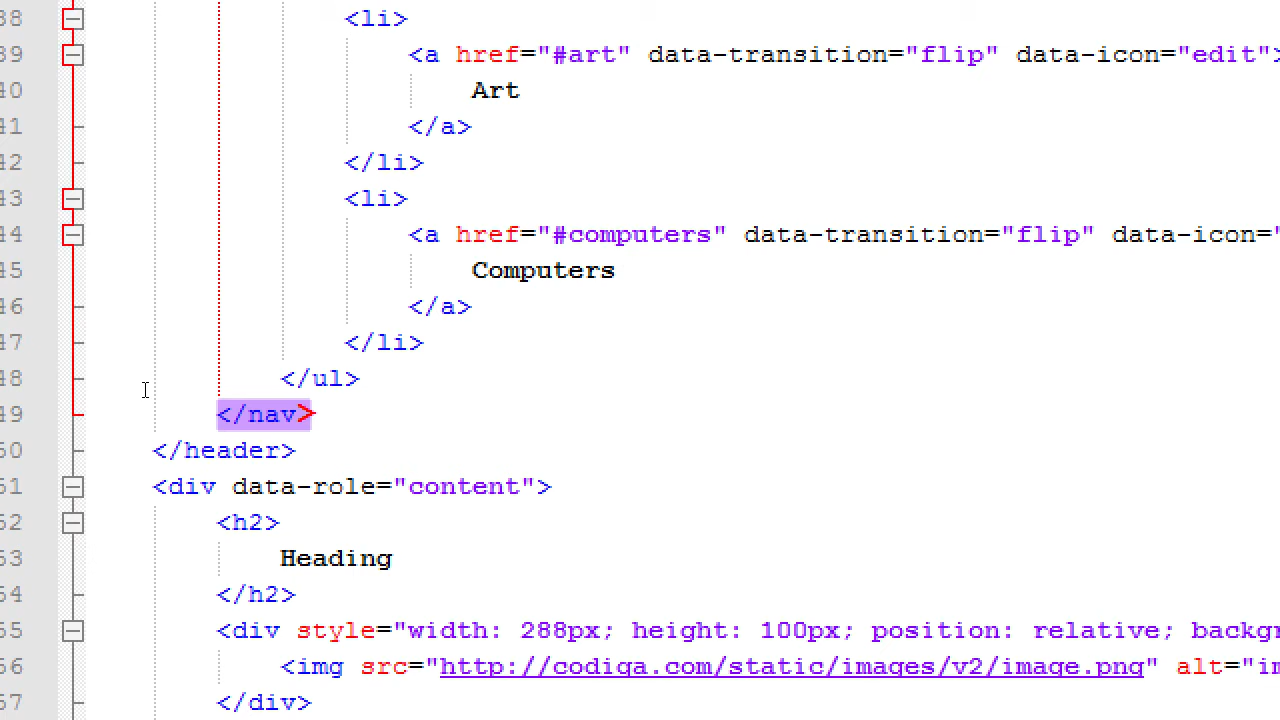 38 <li>
39 <a href="#art" data-transition="flip" data-icon="edit">
40 Art
41 </a>
42 </li>
43 <li>
44 <a href="#computers" data-transition="flip" data-icon="
45 Computers
46 </a>
47 </li>
48 </ul>
49 </nav>
50 </header>
51 <div data-role="content">
52 <h2>
53 Heading
54 </h2>
55 <div style="width: 288px; height: 100px; position: relative; backgr
56 <img src="http://codiqa.com/static/images/v2/image.png" alt="im
57 </div>